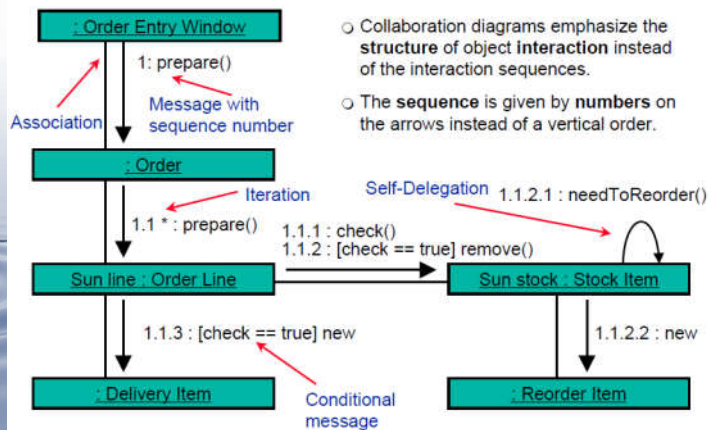 : Order Entry Window
1: prepare()
Message with
sequence number
Association
○ Collaboration diagrams emphasize the
structure of object interaction instead
of the interaction sequences.
○ The sequence is given by numbers on
the arrows instead of a vertical order.
: Order
Iteration
1.1 * : prepare()
Self-Delegation
1.1.2.1 : needToReorder()
1.1.1 : check()
1.1.2 : [check == true] remove()
Sun line : Order Line
Sun stock : Stock Item
1.1.3 : [check == true] new
1.1.2.2 : new
: Delivery Item
Conditional
message
: Reorder Item